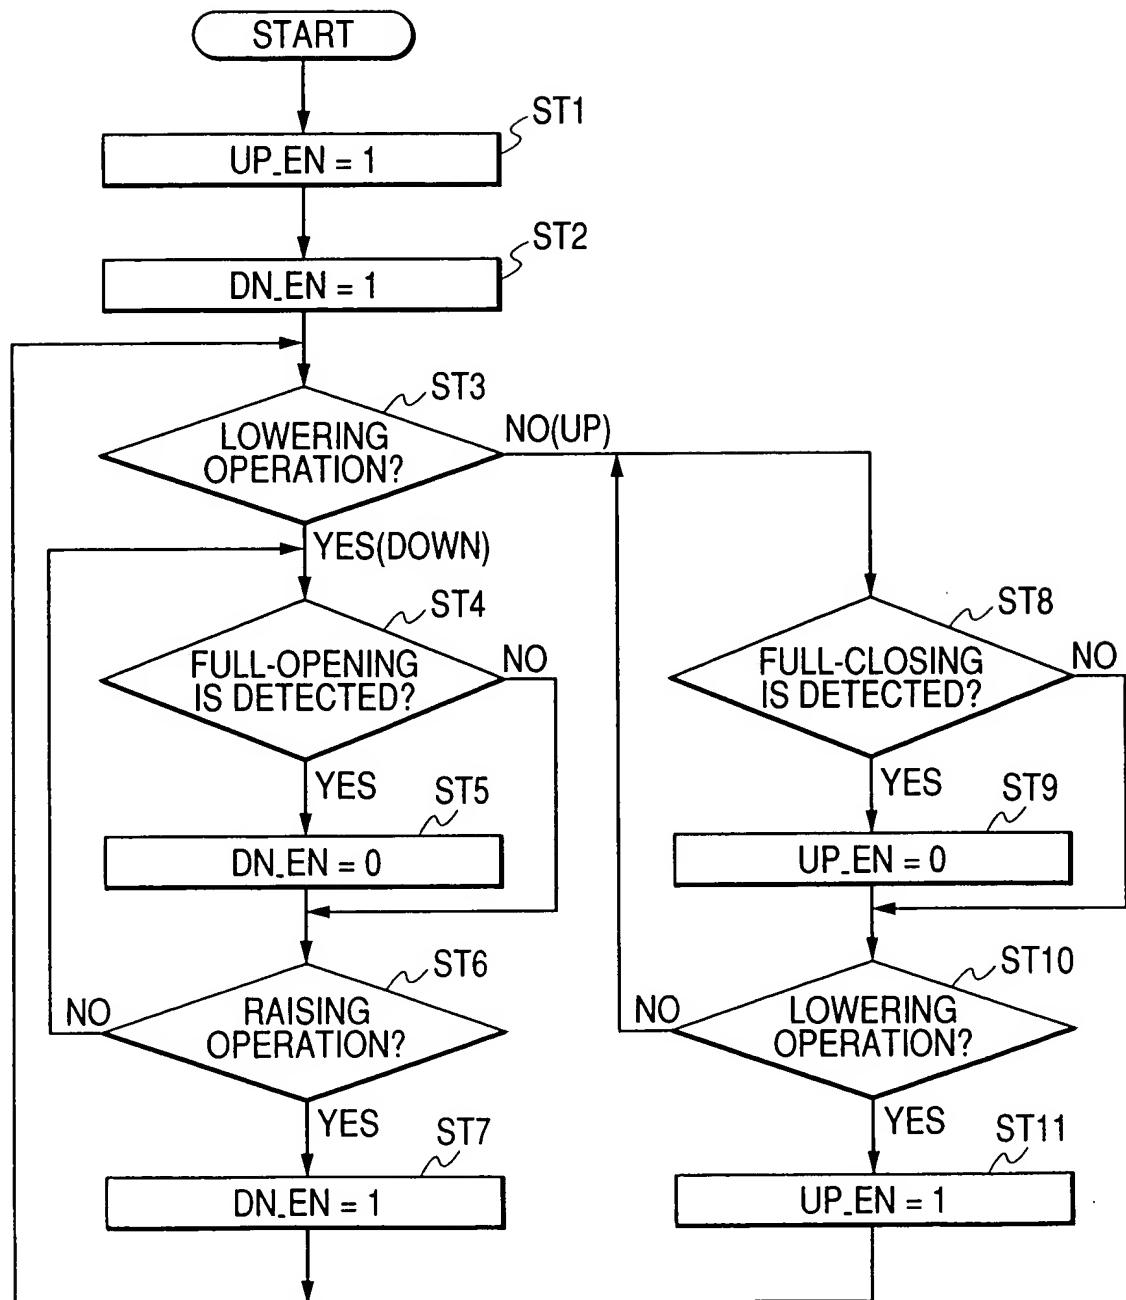 START
ST1
UP_EN = 1
ST2
DN_EN = 1
ST3
LOWERING
OPERATION?
NO(UP)
YES(DOWN)
ST4
FULL-OPENING
IS DETECTED?
NO
YES
ST5
DN_EN = 0
ST6
RAISING
OPERATION?
NO
YES
ST7
DN_EN = 1
ST8
FULL-CLOSING
IS DETECTED?
NO
YES
ST9
UP_EN = 0
ST10
LOWERING
OPERATION?
NO
YES
ST11
UP_EN = 1